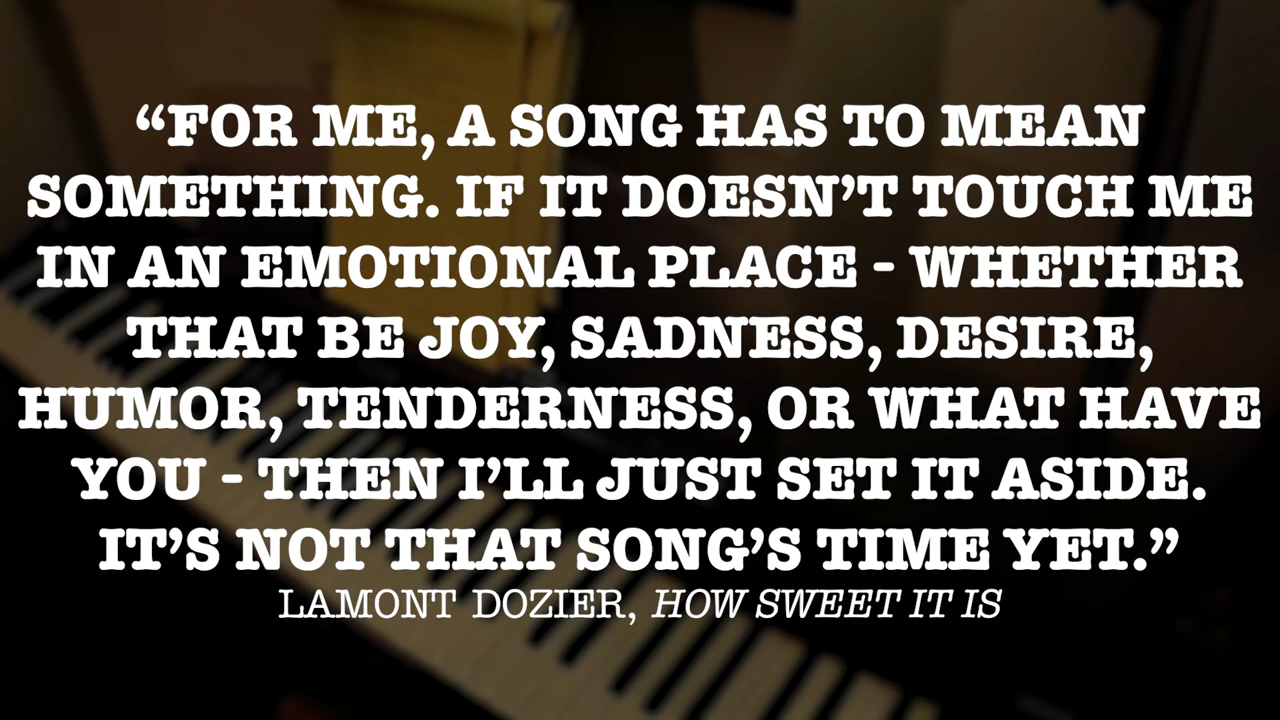 “FOR ME, A SONG HAS TO MEAN
SOMETHING. IF IT DOESN’T TOUCH ME
IN AN EMOTIONAL PLACE - WHETHER
THAT BE JOY, SADNESS, DESIRE,
HUMOR, TENDERNESS, OR WHAT HAVE
YOU - THEN I’LL JUST SET IT ASIDE.
IT’S NOT THAT SONG’S TIME YET.”
LAMONT DOZIER, HOW SWEET IT IS